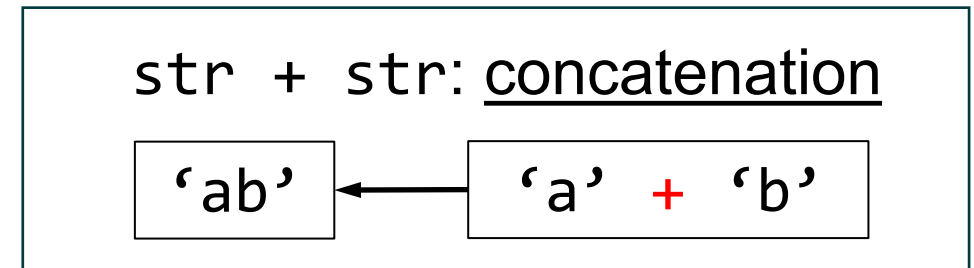 str + str: concatenation
‘ab’ ‘a’ + ‘b’